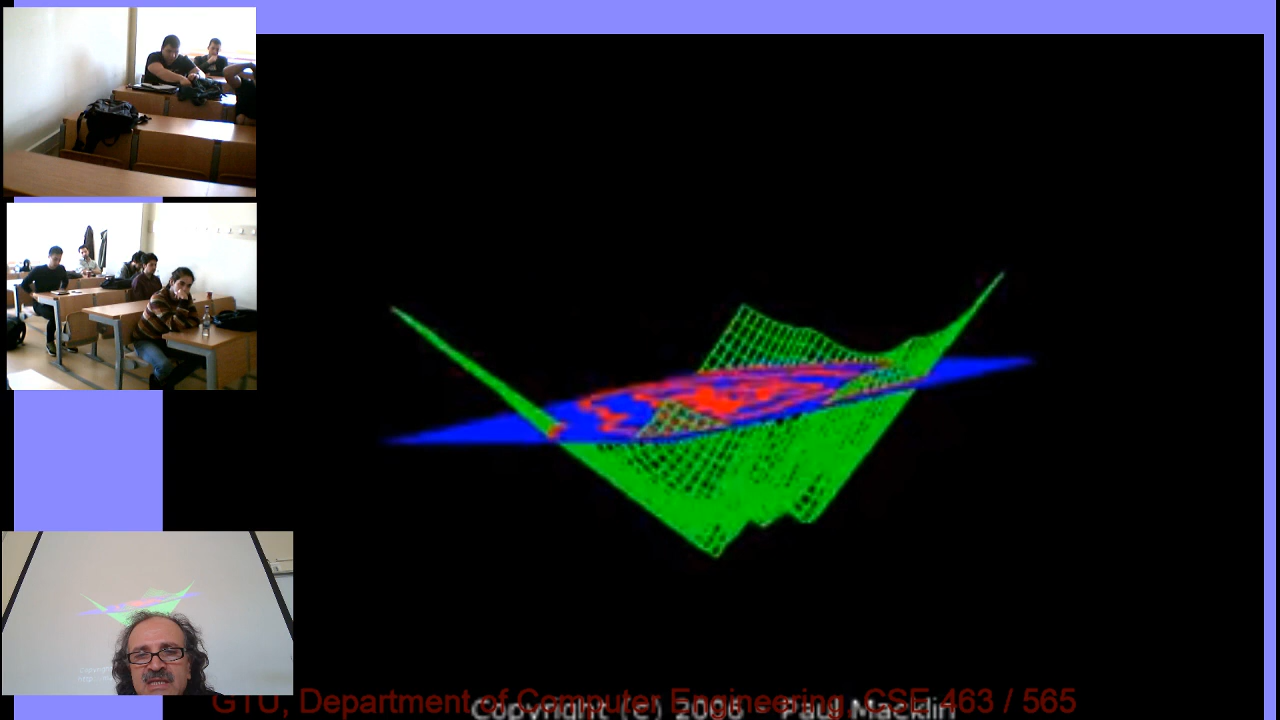 GTU, Department of Computer Engineering, CSE 463 / 565
Copyright (c) 2006 - Paul Macklin